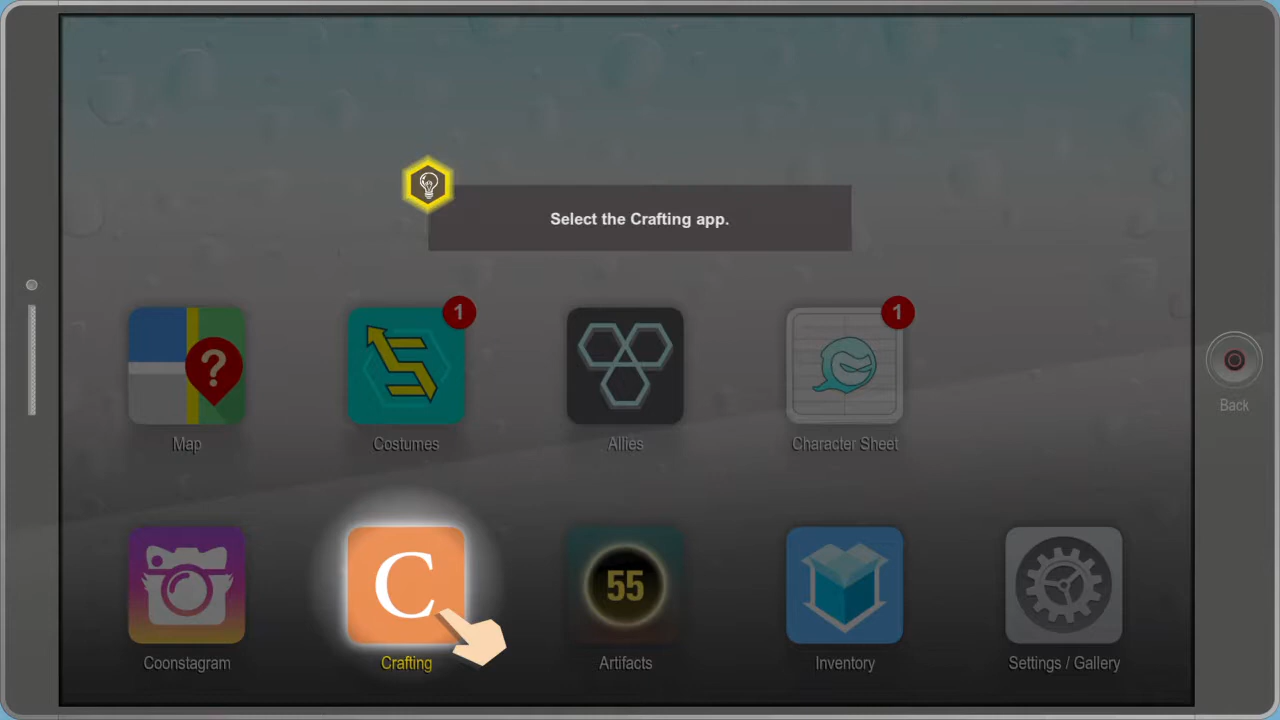 Select the Crafting app.
1
1
?
Map
Costumes
Allies
Character Sheet
Back
C
55
Coonstagram
Crafting
Artifacts
Inventory
Settings / Gallery